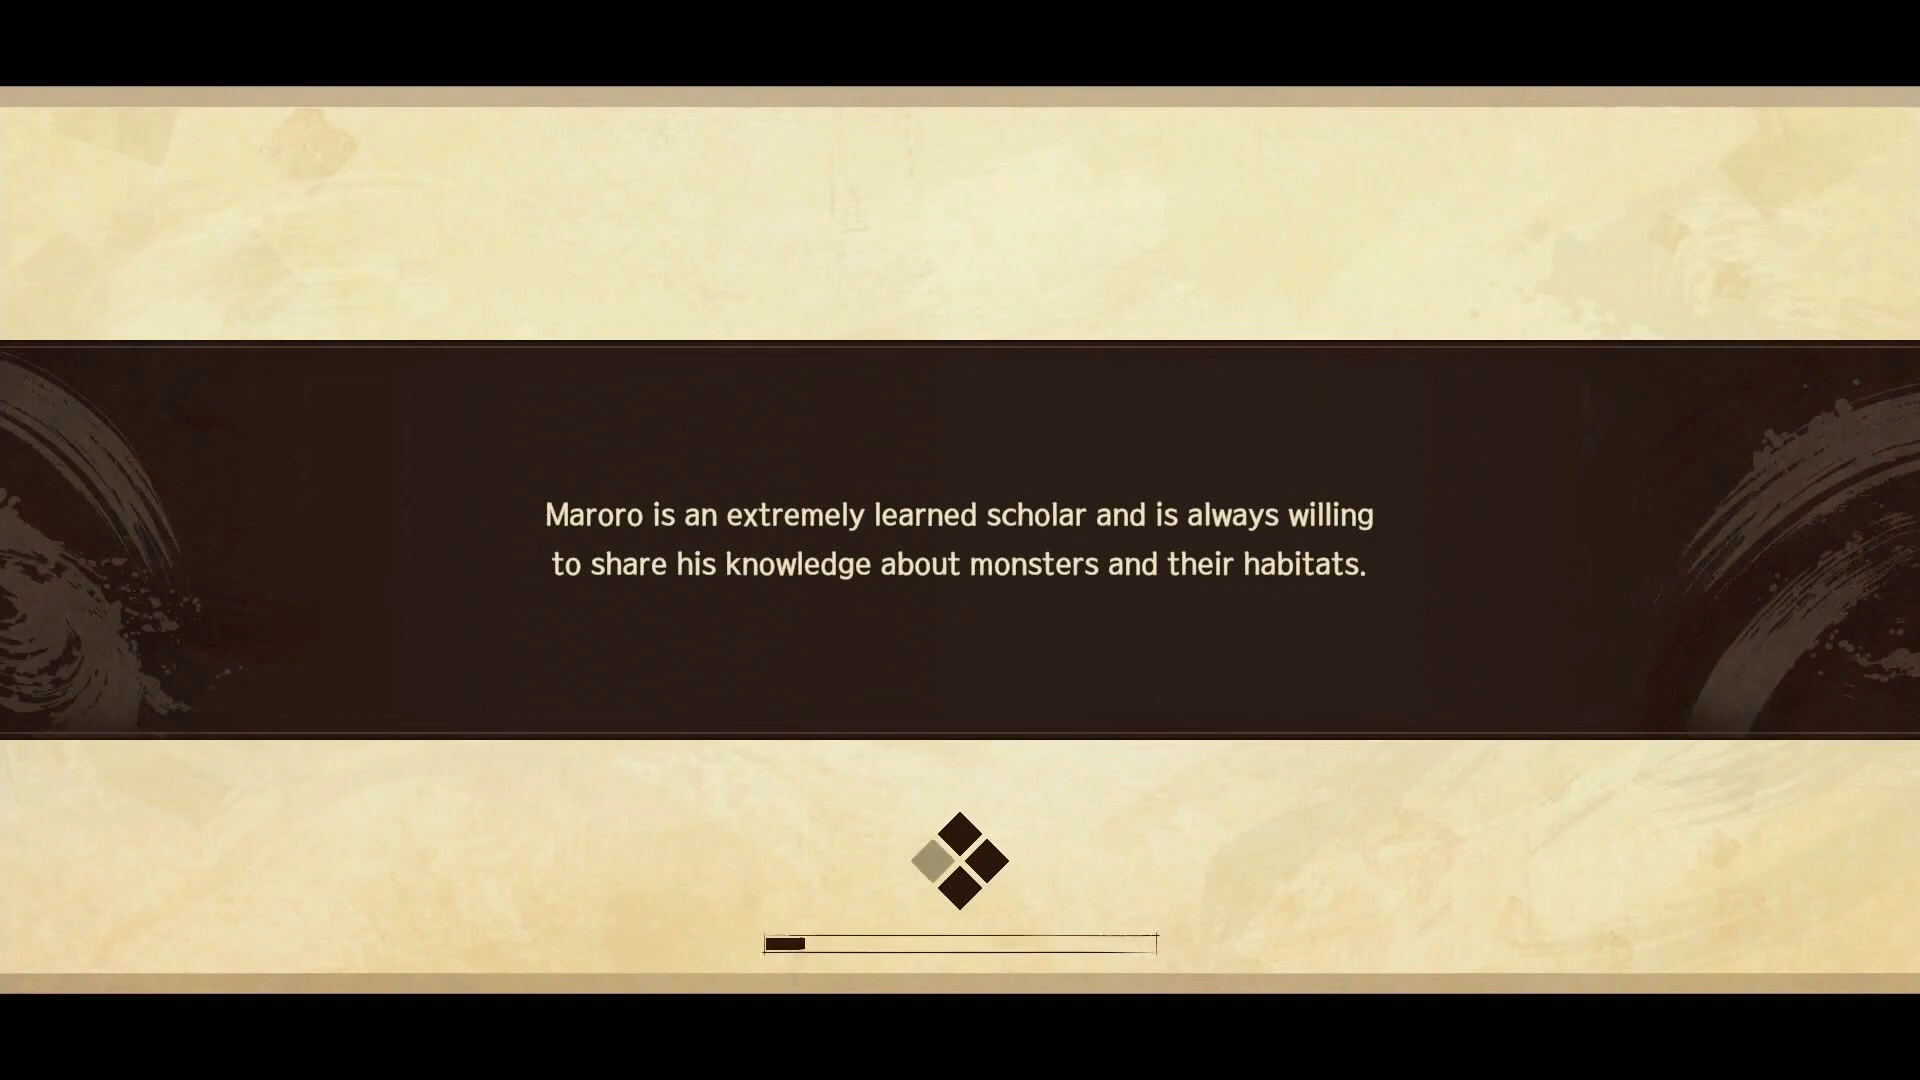 Maroro is an extremely learned scholar and is always willing
to share his knowledge about monsters and their habitats.